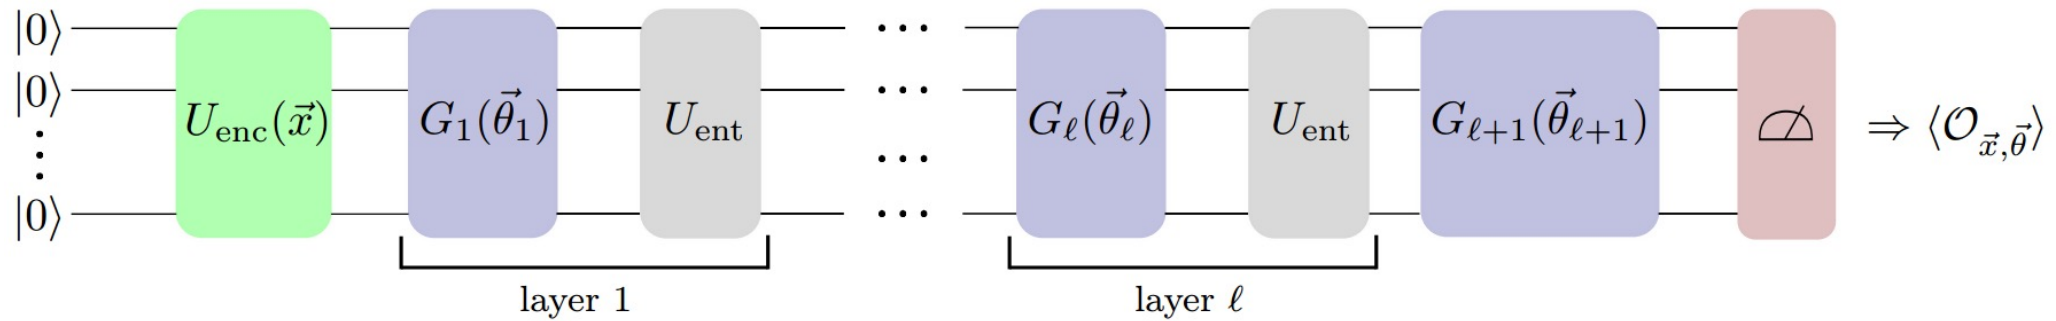 |0⟩
|0⟩
⋮
|0⟩
U_enc(x⃗)
G_1(θ⃗_1)
U_ent
⋯
⋯
⋯
G_ℓ(θ⃗_ℓ)
U_ent
G_{ℓ+1}(θ⃗_{ℓ+1})
⇒ ⟨𝒪_{x⃗,θ⃗}⟩
layer 1
layer ℓ